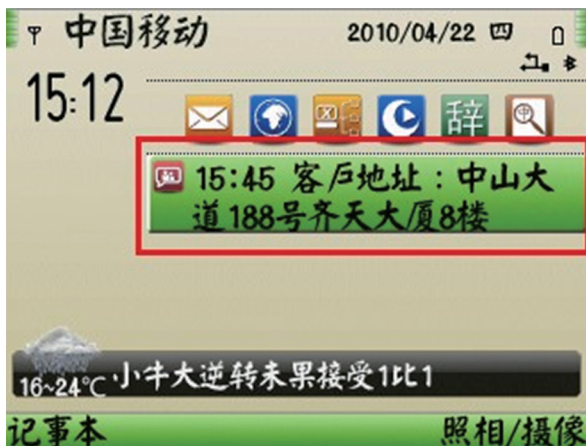 中国移动 2010/04/22 四
15:12
辞
15:45 客户地址：中山大
道188号齐天大厦8楼
16~24℃ 小牛大逆转未果接受1比1
记事本 照相/摄像